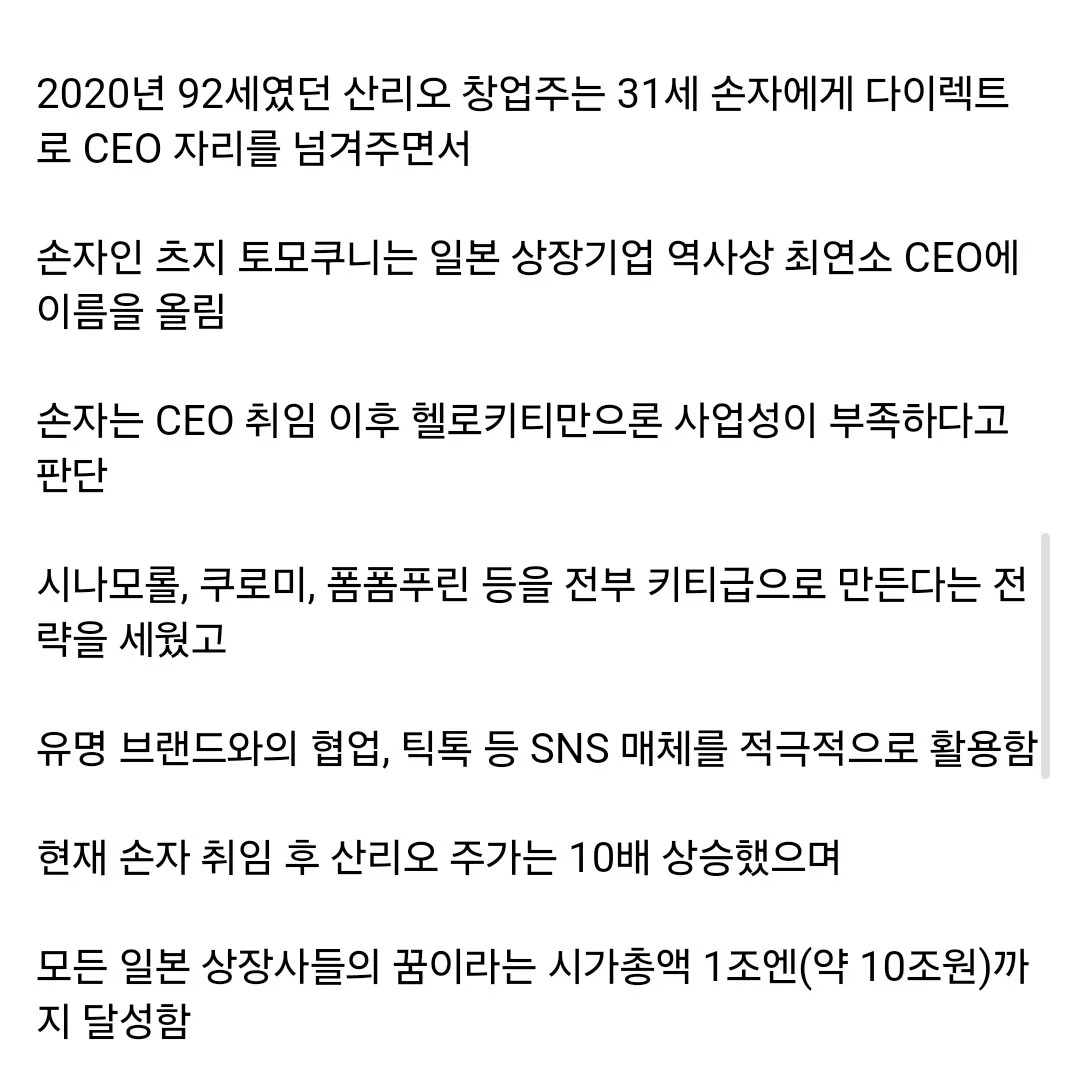 2020년 92세였던 산리오 창업주는 31세 손자에게 다이렉트
로 CEO 자리를 넘겨주면서
손자인 츠지 토모쿠니는 일본 상장기업 역사상 최연소 CEO에
이름을 올림
손자는 CEO 취임 이후 헬로키티만으론 사업성이 부족하다고
판단
시나모롤, 쿠로미, 폼폼푸린 등을 전부 키티급으로 만든다는 전
략을 세웠고
유명 브랜드와의 협업, 틱톡 등 SNS 매체를 적극적으로 활용함
현재 손자 취임 후 산리오 주가는 10배 상승했으며
모든 일본 상장사들의 꿈이라는 시가총액 1조엔(약 10조원)까
지 달성함